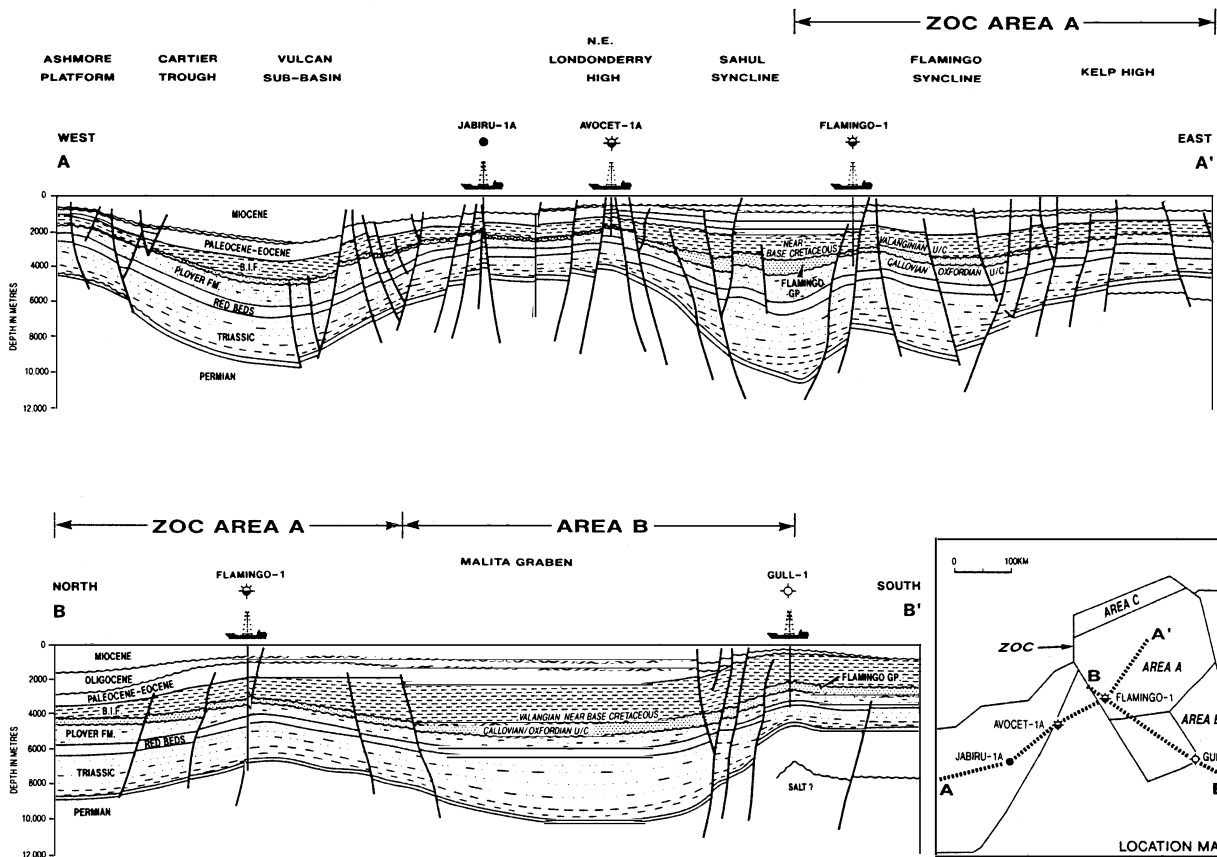 ZOC AREA A
ASHMORE PLATFORM
CARTIER TROUGH
VULCAN SUB-BASIN
N.E. LONDONDERRY HIGH
SAHUL SYNCLINE
FLAMINGO SYNCLINE
KELP HIGH
WEST
A
JABIRU-1A
AVOCET-1A
FLAMINGO-1
EAST
A'
DEPTH IN METRES
0
2000
4000
6000
8000
10.000
12.000
MIOCENE
PALEOCENE-EOCENE
B.I.F.
PLOVER FM.
RED BEDS
TRIASSIC
PERMIAN
NEAR BASE CRETACEOUS
FLAMINGO GP.
VALANGINIAN U/C
CALLOVIAN OXFORDIAN U/C
ZOC AREA A
AREA B
MALITA GRABEN
NORTH
B
FLAMINGO-1
GULL-1
SOUTH
B'
DEPTH IN METRES
0
2000
4000
6000
8000
10,000
12,000
MIOCENE
OLIGOCENE
PALEOCENE-EOCENE
B.I.F.
PLOVER FM.
RED BEDS
TRIASSIC
PERMIAN
VALANGIAN NEAR BASE CRETACEOUS
CALLOVIAN/OXFORDIAN U/C
FLAMINGO GP.
SALT ?
0 100KM
AREA C
ZOC
A'
B
AREA A
FLAMINGO-1
AVOCET-1A
AREA B
JABIRU-1A
GUL
A
B
LOCATION MA